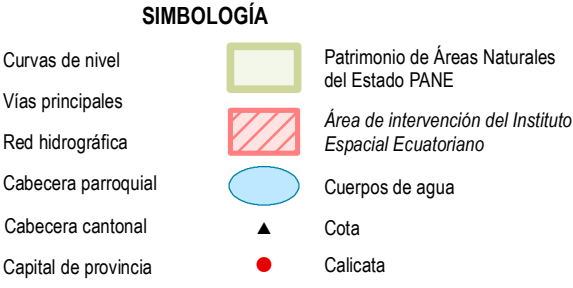 SIMBOLOGÍA
Curvas de nivel
Vías principales
Red hidrográfica
Cabecera parroquial
Cabecera cantonal
Capital de provincia
Patrimonio de Áreas Naturales
del Estado PANE
Área de intervención del Instituto
Espacial Ecuatoriano
Cuerpos de agua
Cota
Calicata